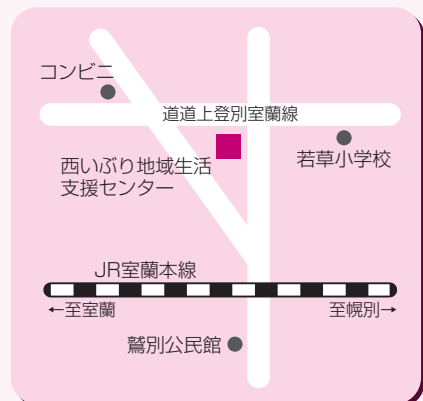 コンビニ
道道上登別室蘭線
若草小学校
西いぶり地域生活
支援センター
JR室蘭本線
←至室蘭
至幌別→
鷲別公民館